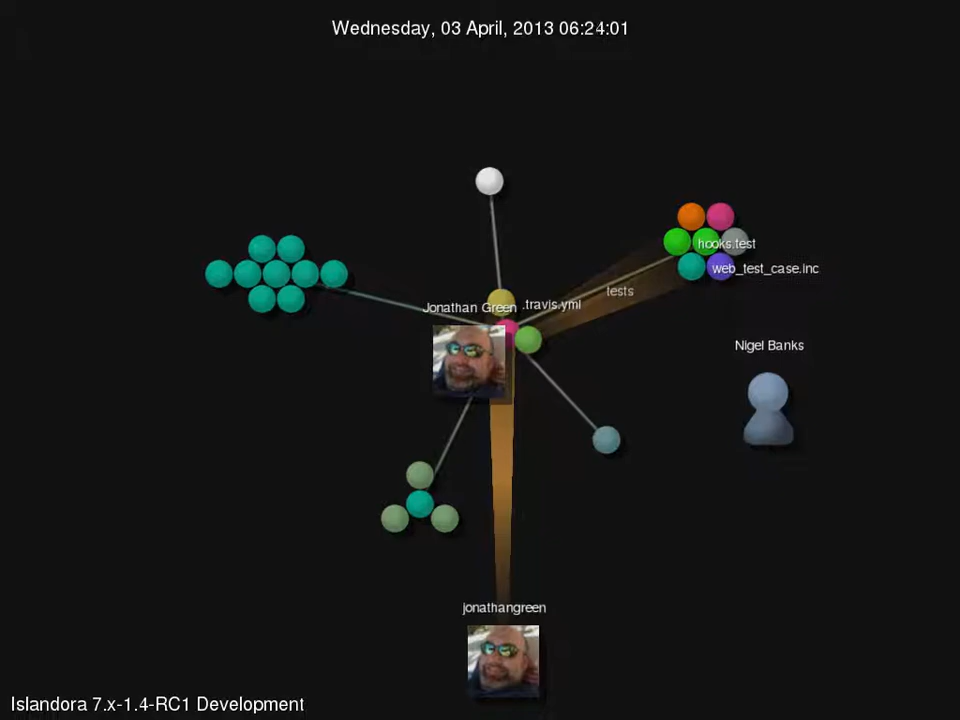 Wednesday, 03 April, 2013 06:24:01
hooks.test
web_test_case.inc
tests
Jonathan Green
.travis.yml
Nigel Banks
jonathangreen
Islandora 7.x-1.4-RC1 Development